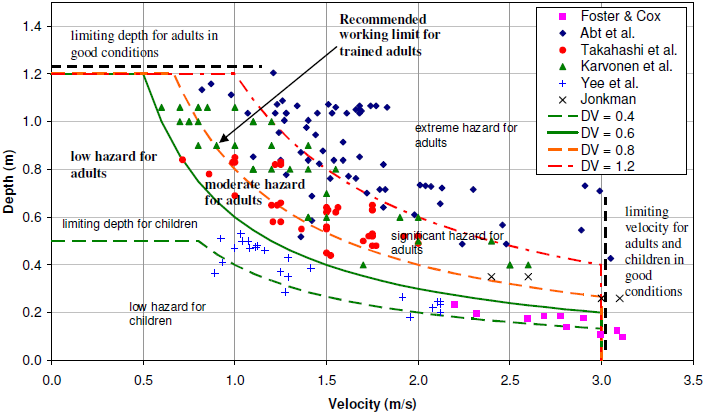 1.4
1.2
1.0
0.8
0.6
0.4
0.2
0.0
Depth (m)
0.0
0.5
1.0
1.5
2.0
2.5
3.0
3.5
Velocity (m/s)
limiting depth for adults in
good conditions
Recommended
working limit for
trained adults
Foster & Cox
Abt et al.
Takahashi et al.
Karvonen et al.
Yee et al.
Jonkman
DV = 0.4
DV = 0.6
DV = 0.8
DV = 1.2
extreme hazard for
adults
low hazard for
adults
moderate hazard
for adults
limiting depth for children
significant hazard for
adults
limiting
velocity for
adults and
children in
good
conditions
low hazard for
children